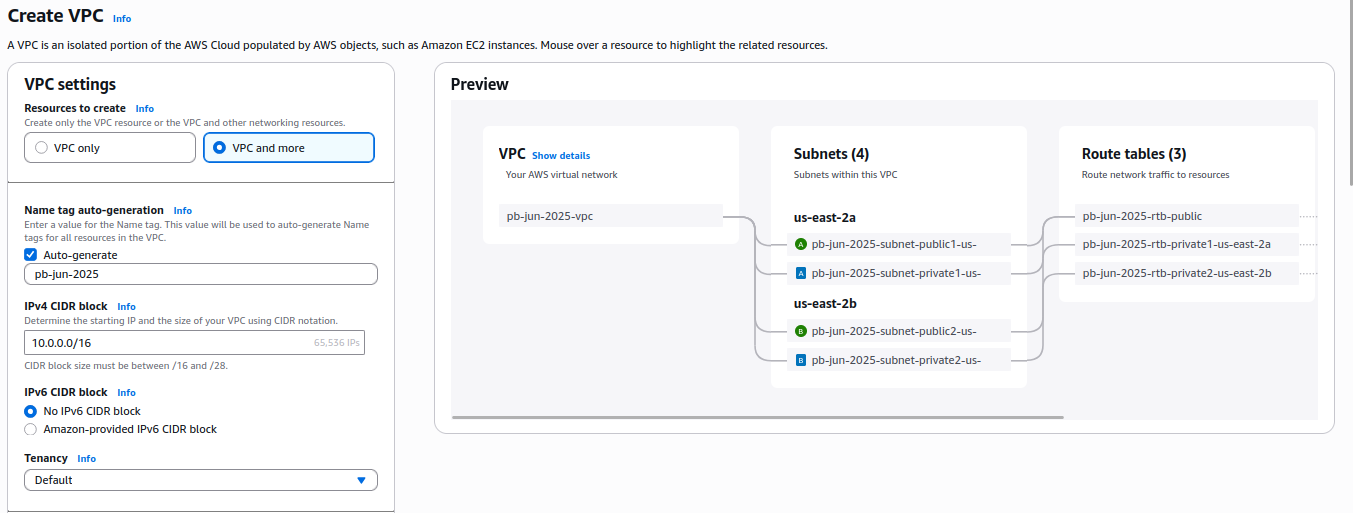 Create VPC Info
A VPC is an isolated portion of the AWS Cloud populated by AWS objects, such as Amazon EC2 instances. Mouse over a resource to highlight the related resources.
VPC settings
Resources to create Info
Create only the VPC resource or the VPC and other networking resources.
VPC only
VPC and more
Name tag auto-generation Info
Enter a value for the Name tag. This value will be used to auto-generate Name
tags for all resources in the VPC.
Auto-generate
pb-jun-2025
IPv4 CIDR block Info
Determine the starting IP and the size of your VPC using CIDR notation.
10.0.0.0/16 65,536 IPs
CIDR block size must be between /16 and /28.
IPv6 CIDR block Info
No IPv6 CIDR block
Amazon-provided IPv6 CIDR block
Tenancy Info
Default
Preview
VPC Show details
Your AWS virtual network
pb-jun-2025-vpc
Subnets (4)
Subnets within this VPC
us-east-2a
A pb-jun-2025-subnet-public1-us-
A pb-jun-2025-subnet-private1-us-
us-east-2b
B pb-jun-2025-subnet-public2-us-
B pb-jun-2025-subnet-private2-us-
Route tables (3)
Route network traffic to resources
pb-jun-2025-rtb-public
pb-jun-2025-rtb-private1-us-east-2a
pb-jun-2025-rtb-private2-us-east-2b